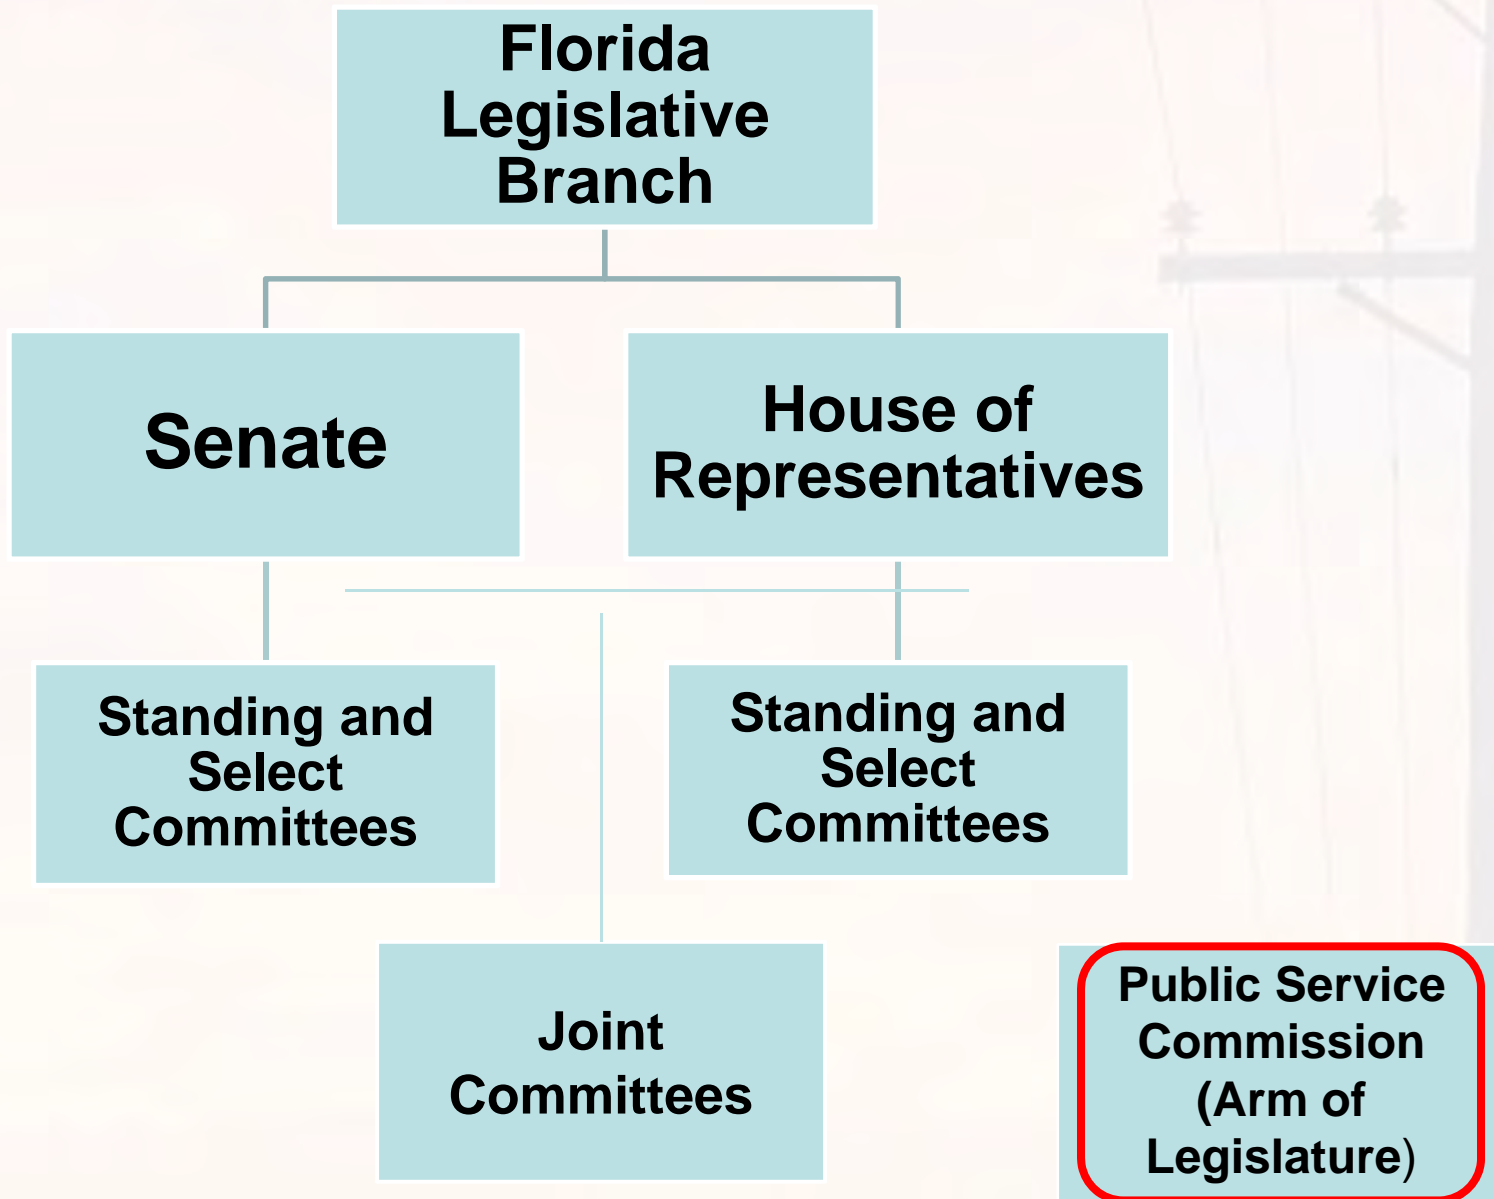 Florida
Legislative
Branch
Senate
House of
Representatives
Standing and
Select
Committees
Standing and
Select
Committees
Joint
Committees
Public Service
Commission
(Arm of
Legislature)